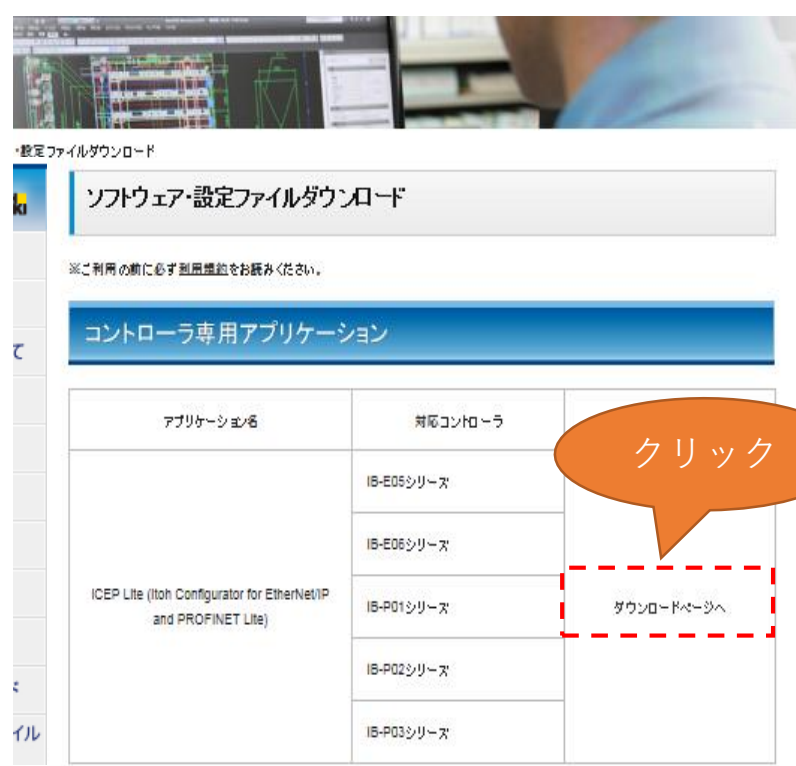 ・設定ファイルダウンロード
ki
ソフトウェア・設定ファイルダウンロード
※ご利用の前に必ず利用規約をお読みください。
て
コントローラ専用アプリケーション
アプリケーション名
対応コントローラ
クリック
IB-E05シリーズ
IB-E06シリーズ
ICEP Lite (Itoh Configurator for EtherNet/IP
and PROFINET Lite)
IB-P01シリーズ
ダウンロードページへ
IB-P02シリーズ
IB-P03シリーズ
イル